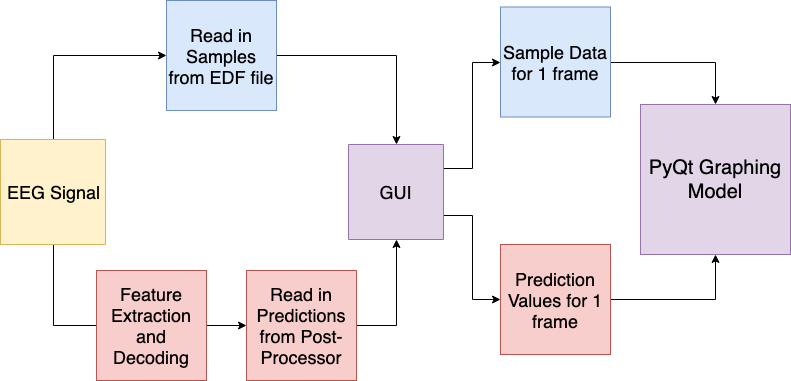 Read in
Samples
from EDF file
Sample Data
for 1 frame
EEG Signal
GUI
PyQt Graphing
Model
Feature
Extraction
and
Decoding
Read in
Predictions
from Post-
Processor
Prediction
Values for 1
frame